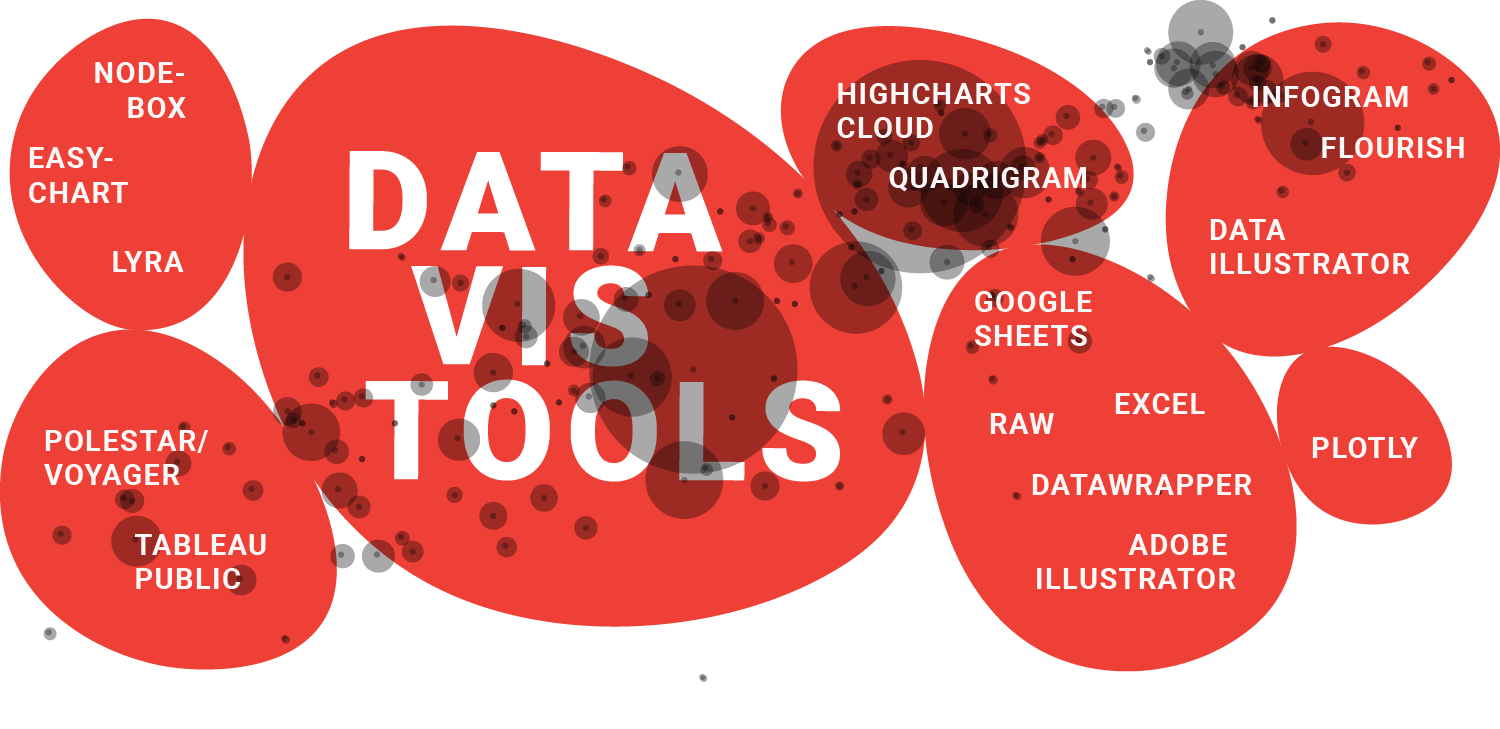 NODE-
BOX
EASY-
CHART
LYRA
POLESTAR/
VOYAGER
TABLEAU
PUBLIC
DATA
VIS
TOOLS
HIGHCHARTS
CLOUD
QUADRIGRAM
GOOGLE
SHEETS
EXCEL
RAW
DATAWRAPPER
ADOBE
ILLUSTRATOR
INFOGRAM
FLOURISH
DATA
ILLUSTRATOR
PLOTLY